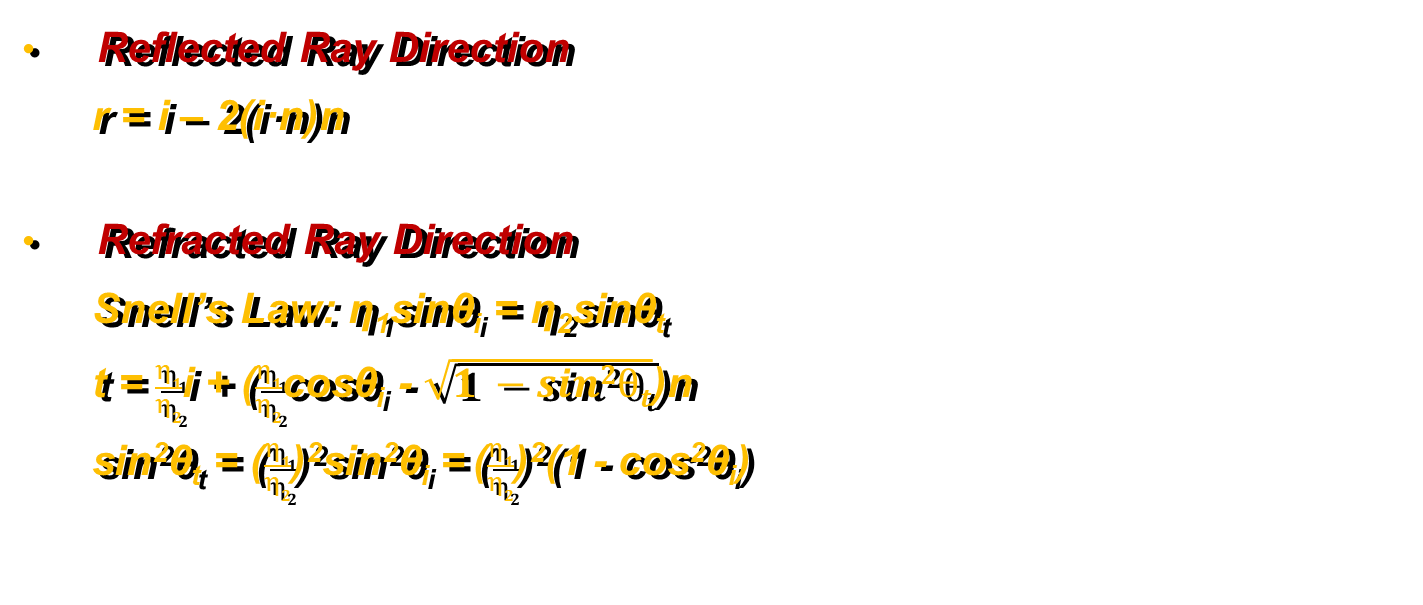 • Reflected Ray Direction
r = i – 2(i·n)n
• Refracted Ray Direction
Snell’s Law: η₁sinθᵢ = η₂sinθₜ
t = η₁/η₂ i + (η₁/η₂ cosθᵢ - √(1 − sin²θₜ))n
sin²θₜ = (η₁/η₂)²sin²θᵢ = (η₁/η₂)²(1 - cos²θᵢ)